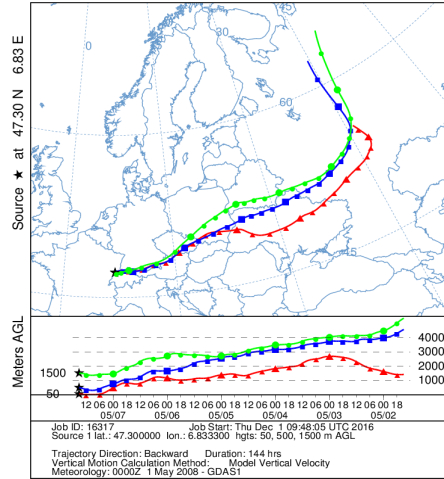 Source ★ at 47.30 N 6.83 E
0
45
60
Meters AGL
1500
50
4000
3000
2000
1000
12 06 00 18 12 06 00 18 12 06 00 18 12 06 00 18 12 06 00 18 12 06 00 18
05/07 05/06 05/05 05/04 05/03 05/02
Job ID: 16317 Job Start: Thu Dec 1 09:48:05 UTC 2016
Source 1 lat.: 47.300000 lon.: 6.833300 hgts: 50, 500, 1500 m AGL
Trajectory Direction: Backward Duration: 144 hrs
Vertical Motion Calculation Method: Model Vertical Velocity
Meteorology: 0000Z 1 May 2008 - GDAS1